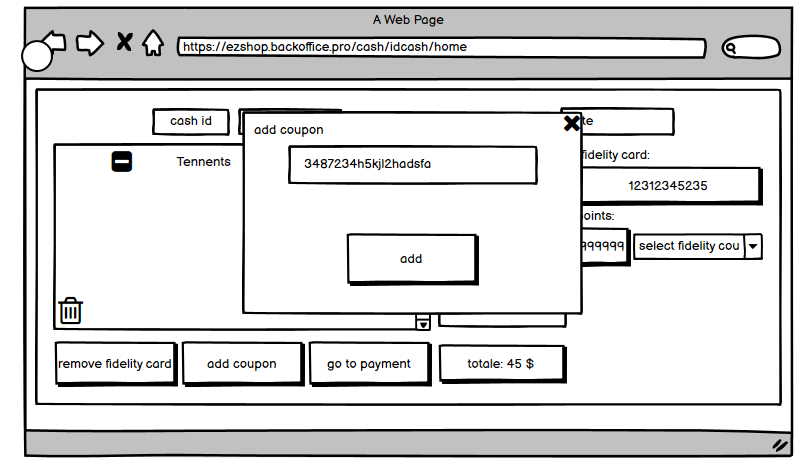 A Web Page
https://ezshop.backoffice.pro/cash/idcash/home
cash id
te
add coupon
fidelity card:
3487234h5kjl2hadsfa
Tennents
12312345235
oints:
999999
select fidelity cou
add
remove fidelity card
add coupon
go to payment
totale: 45 $